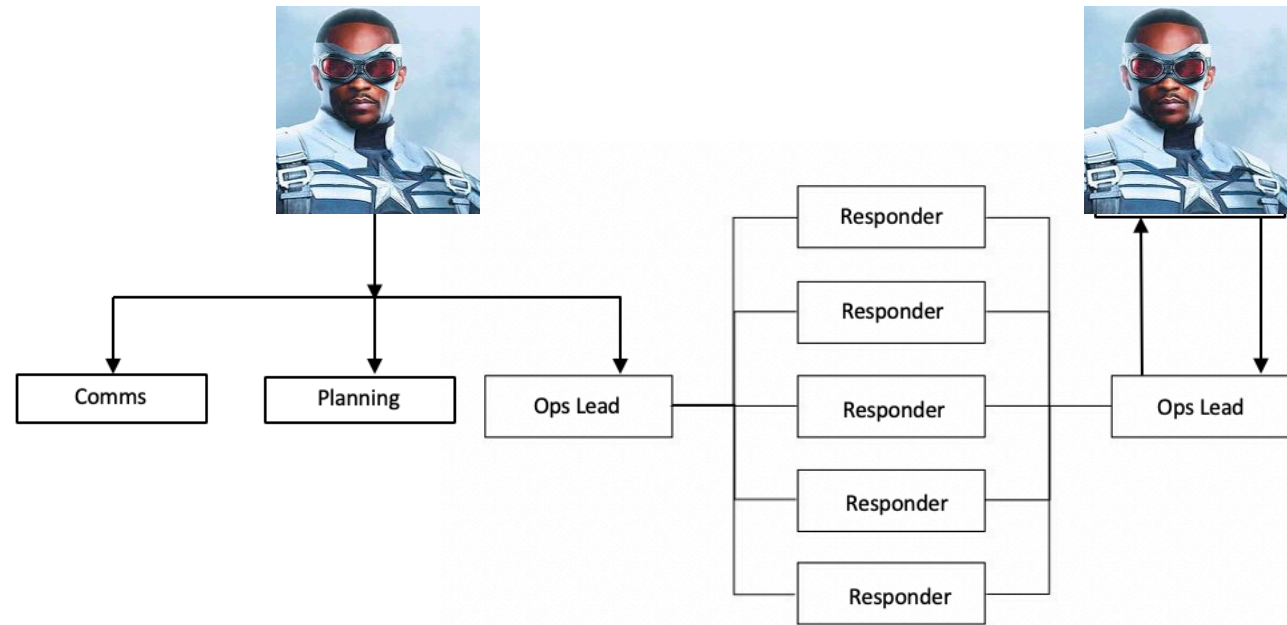 Responder
Responder
Comms
Planning
Ops Lead
Responder
Ops Lead
Responder
Responder